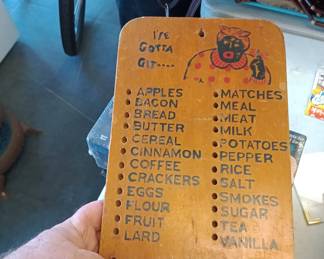 I'VE
GOTTA
GIT....
APPLES
BACON
BREAD
BUTTER
CEREAL
CINNAMON
COFFEE
CRACKERS
EGGS
FLOUR
FRUIT
LARD
MATCHES
MEAL
MEAT
MILK
POTATOES
PEPPER
RICE
SALT
SMOKES
SUGAR
TEA
VANILLA